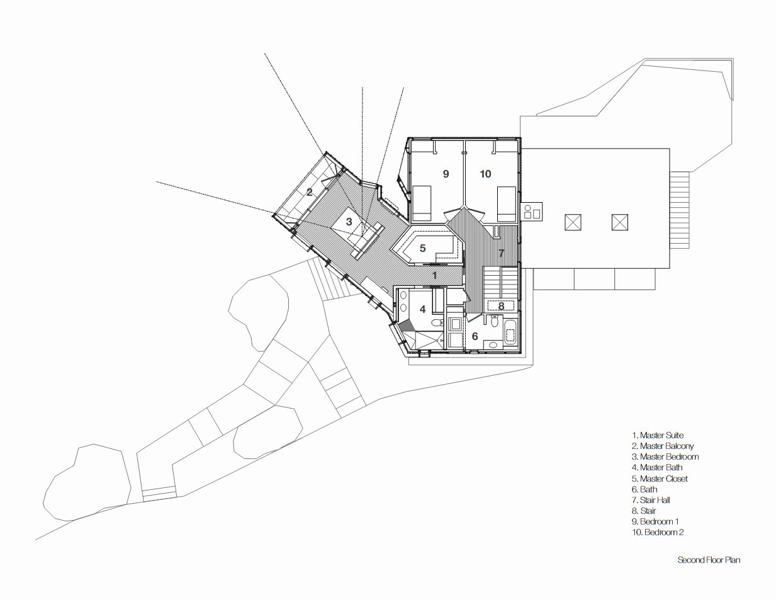 9
10
2
3
5
7
1
8
4
6
1. Master Suite
2. Master Balcony
3. Master Bedroom
4. Master Bath
5. Master Closet
6. Bath
7. Stair Hall
8. Stair
9. Bedroom 1
10. Bedroom 2
Second Floor Plan